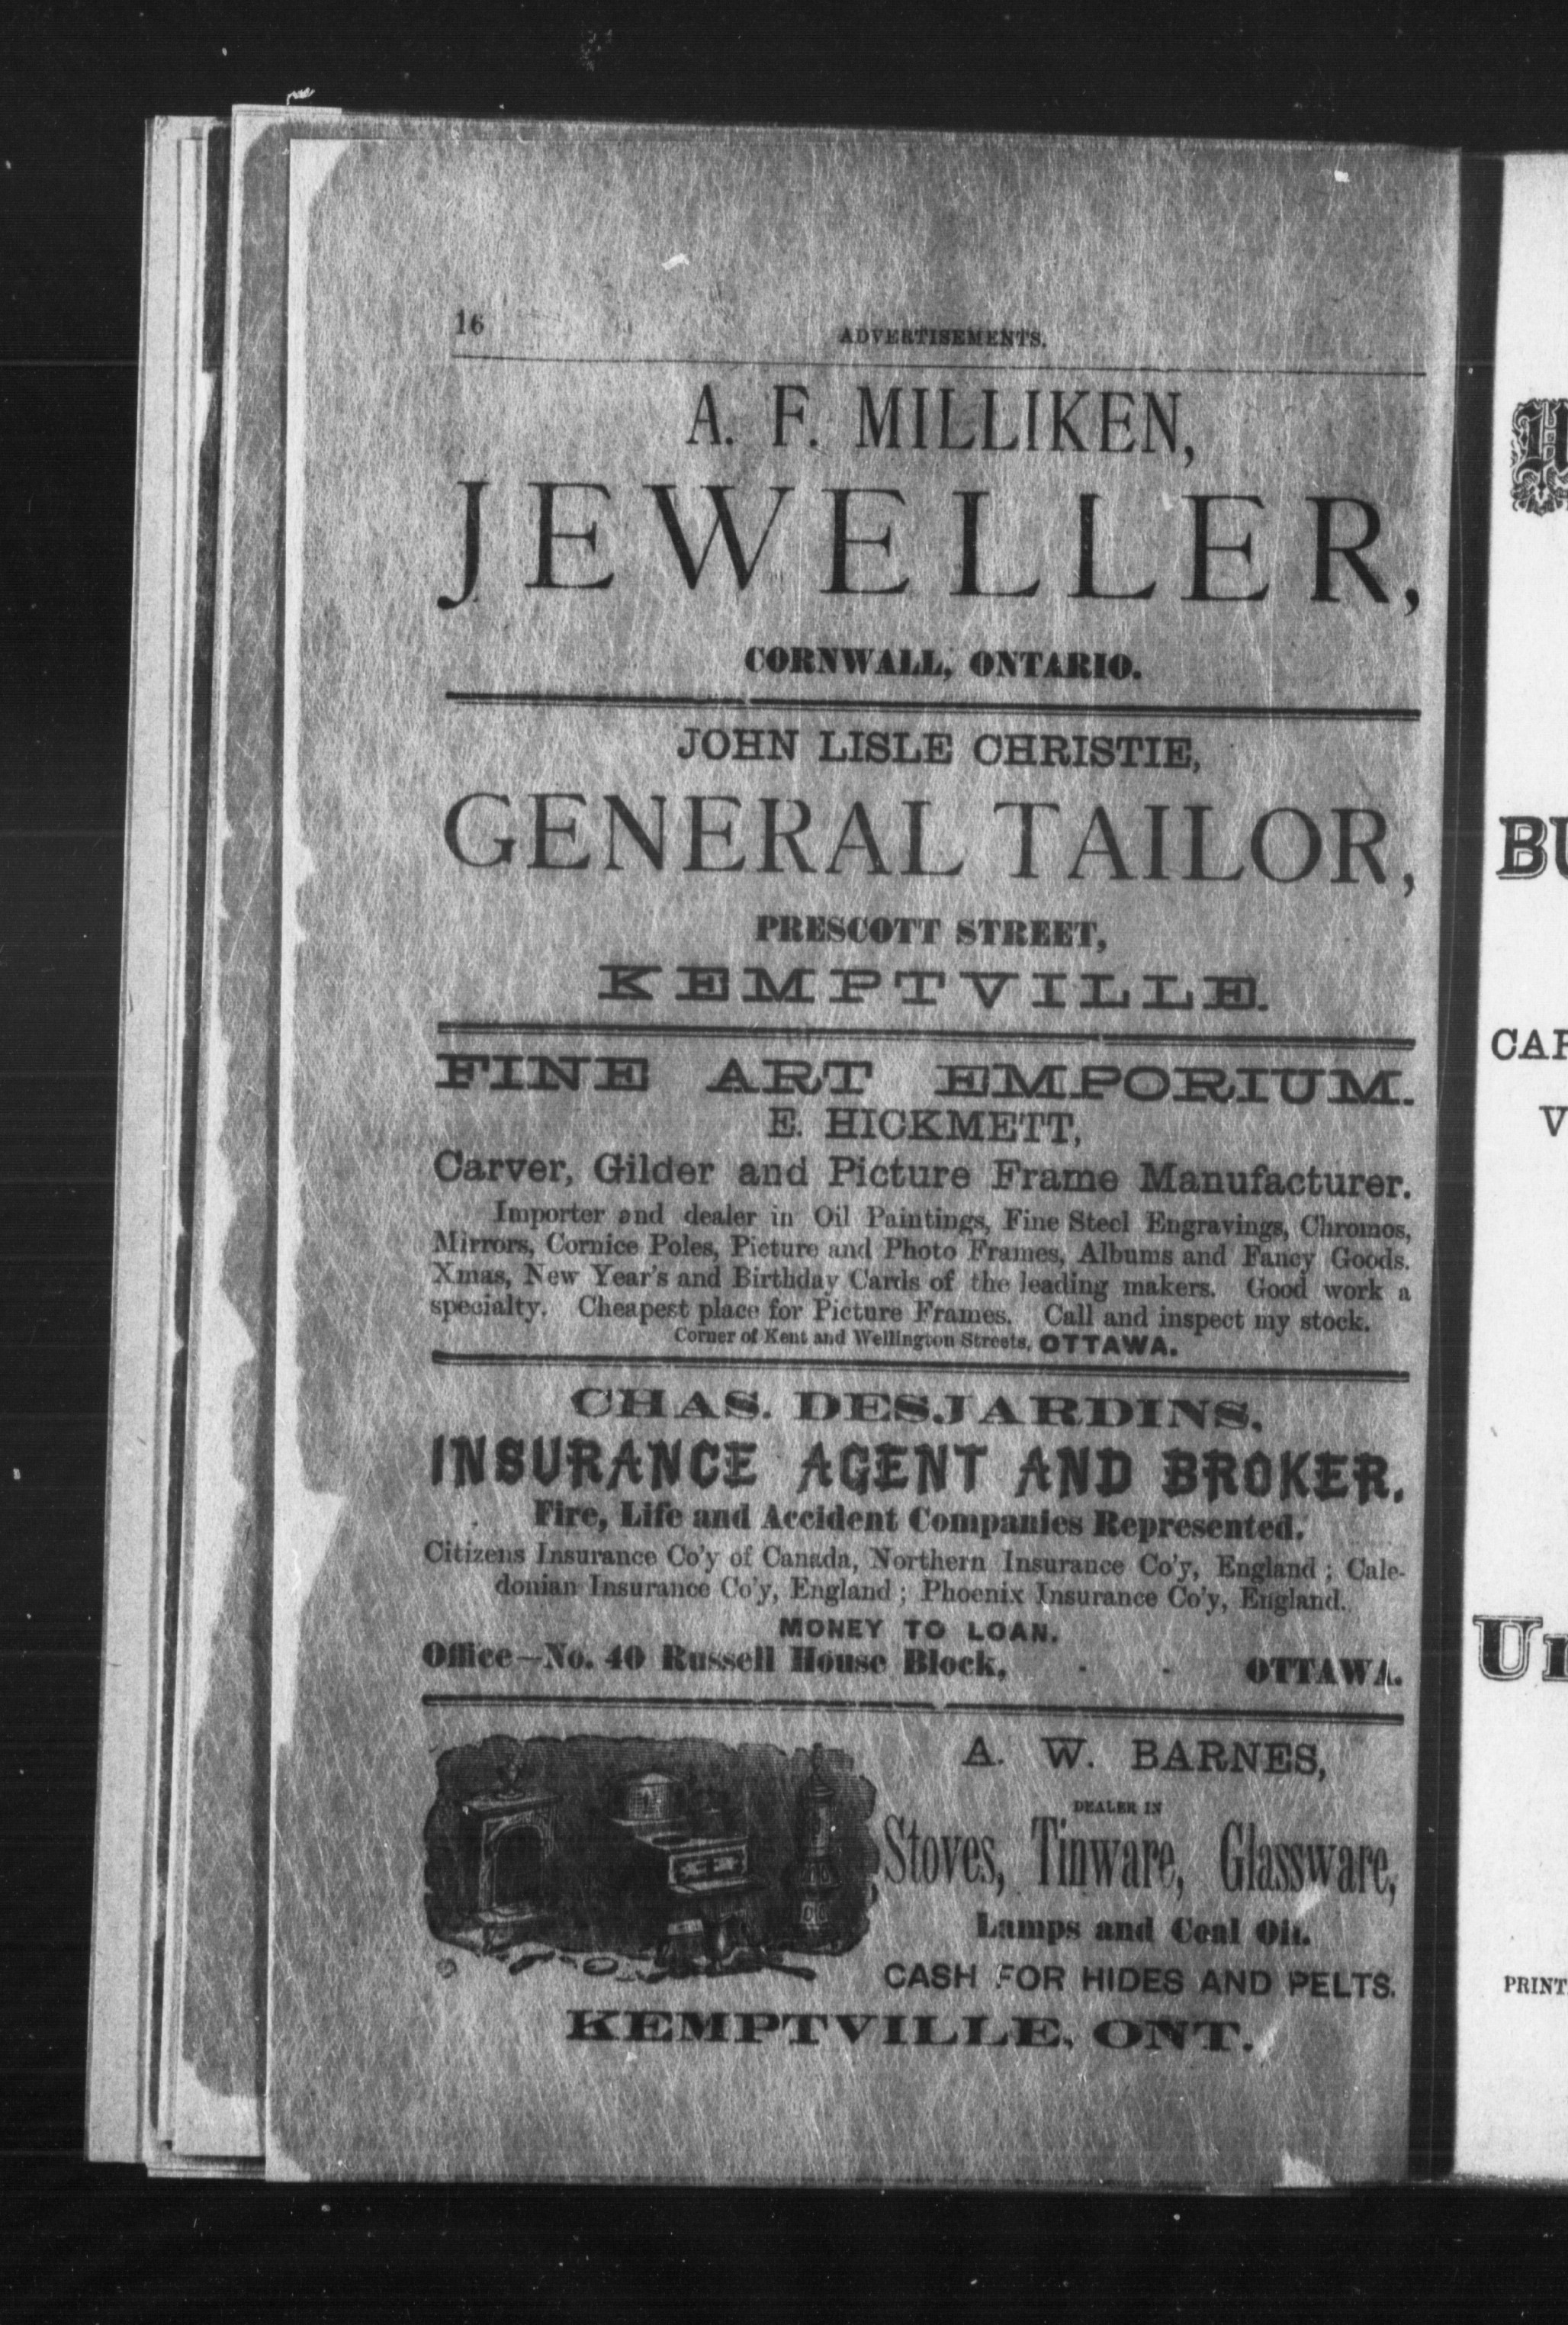 16
ADVERTISEMENTS.
A. F. MILLIKEN,
JEWELLER,
CORNWALL, ONTARIO.
JOHN LISLE CHRISTIE,
GENERAL TAILOR,
PRESCOTT STREET,
KEMPTVILLE.
FINE ART EMPORIUM.
E. HICKMETT,
Carver, Gilder and Picture Frame Manufacturer.
Importer and dealer in Oil Paintings, Fine Steel Engravings, Chromos,
Mirrors, Cornice Poles, Picture and Photo Frames, Albums and Fancy Goods.
Xmas, New Year's and Birthday Cards of the leading makers. Good work a
specialty. Cheapest place for Picture Frames. Call and inspect my stock.
Corner of Kent and Wellington Streets, OTTAWA.
CHAS. DESJARDINS,
INSURANCE AGENT AND BROKER.
Fire, Life and Accident Companies Represented.
Citizens Insurance Co'y of Canada, Northern Insurance Co'y, England; Cale-
donian Insurance Co'y, England; Phoenix Insurance Co'y, England.
MONEY TO LOAN.
Office—No. 40 Russell House Block, - - OTTAWA.
A. W. BARNES,
DEALER IN
Stoves, Tinware, Glassware,
Lamps and Coal Oil.
CASH FOR HIDES AND PELTS.
KEMPTVILLE, ONT.
BU
CAR
V
PRINT